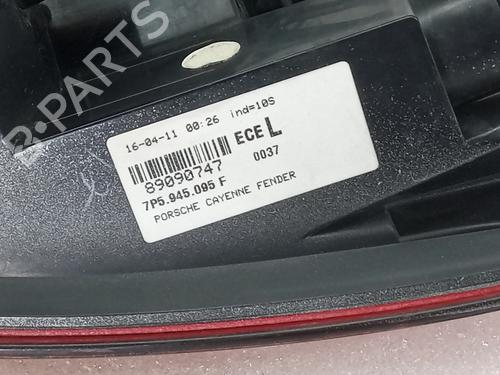 B-PARTS
16-04-11 00:26 ind=10S
ECE L
89090747 0037
7P5.945.095 F
PORSCHE CAYENNE FENDER